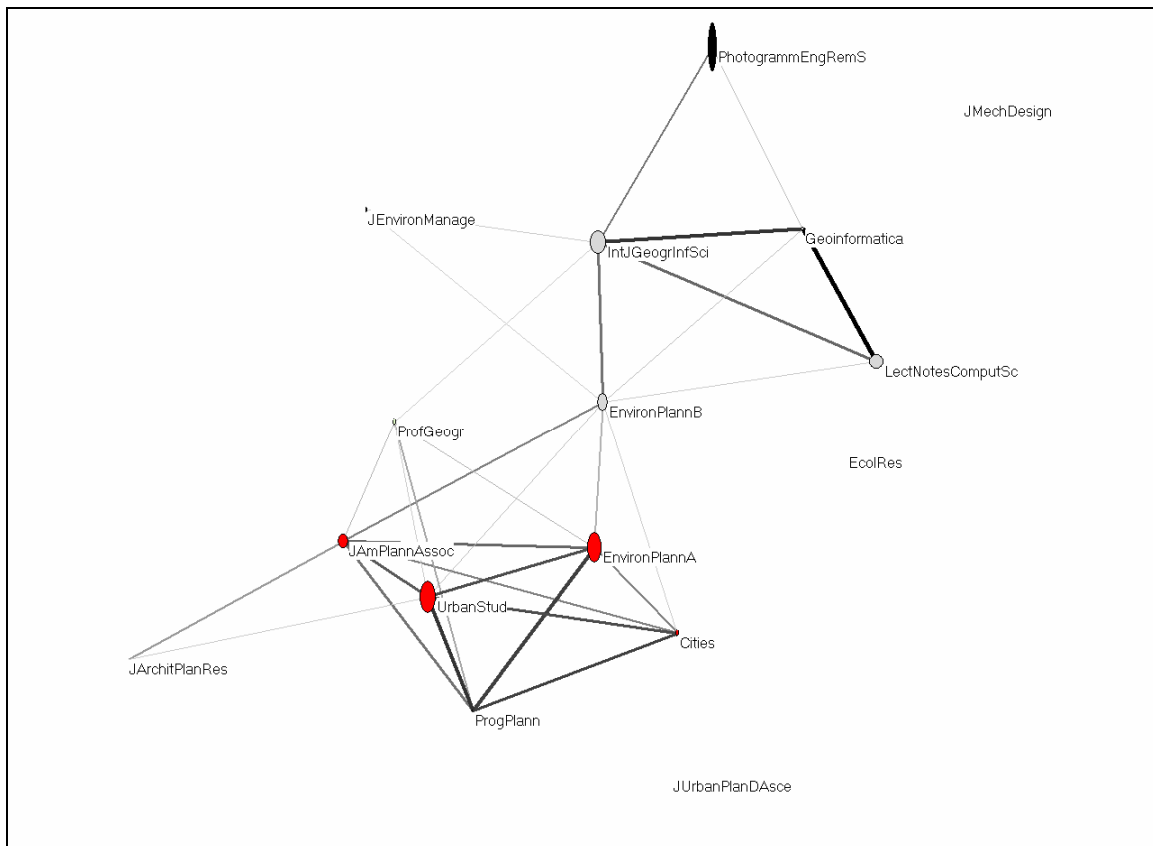 PhotogrammEngRemS
JMechDesign
JEnvironManage
Geoinformatica
IntJGeogrInfSci
LectNotesComputSc
EnvironPlannB
ProfGeogr
EcolRes
JAmPlannAssoc
EnvironPlannA
UrbanStud
Cities
JArchitPlanRes
ProgPlann
JUrbanPlanDAsce